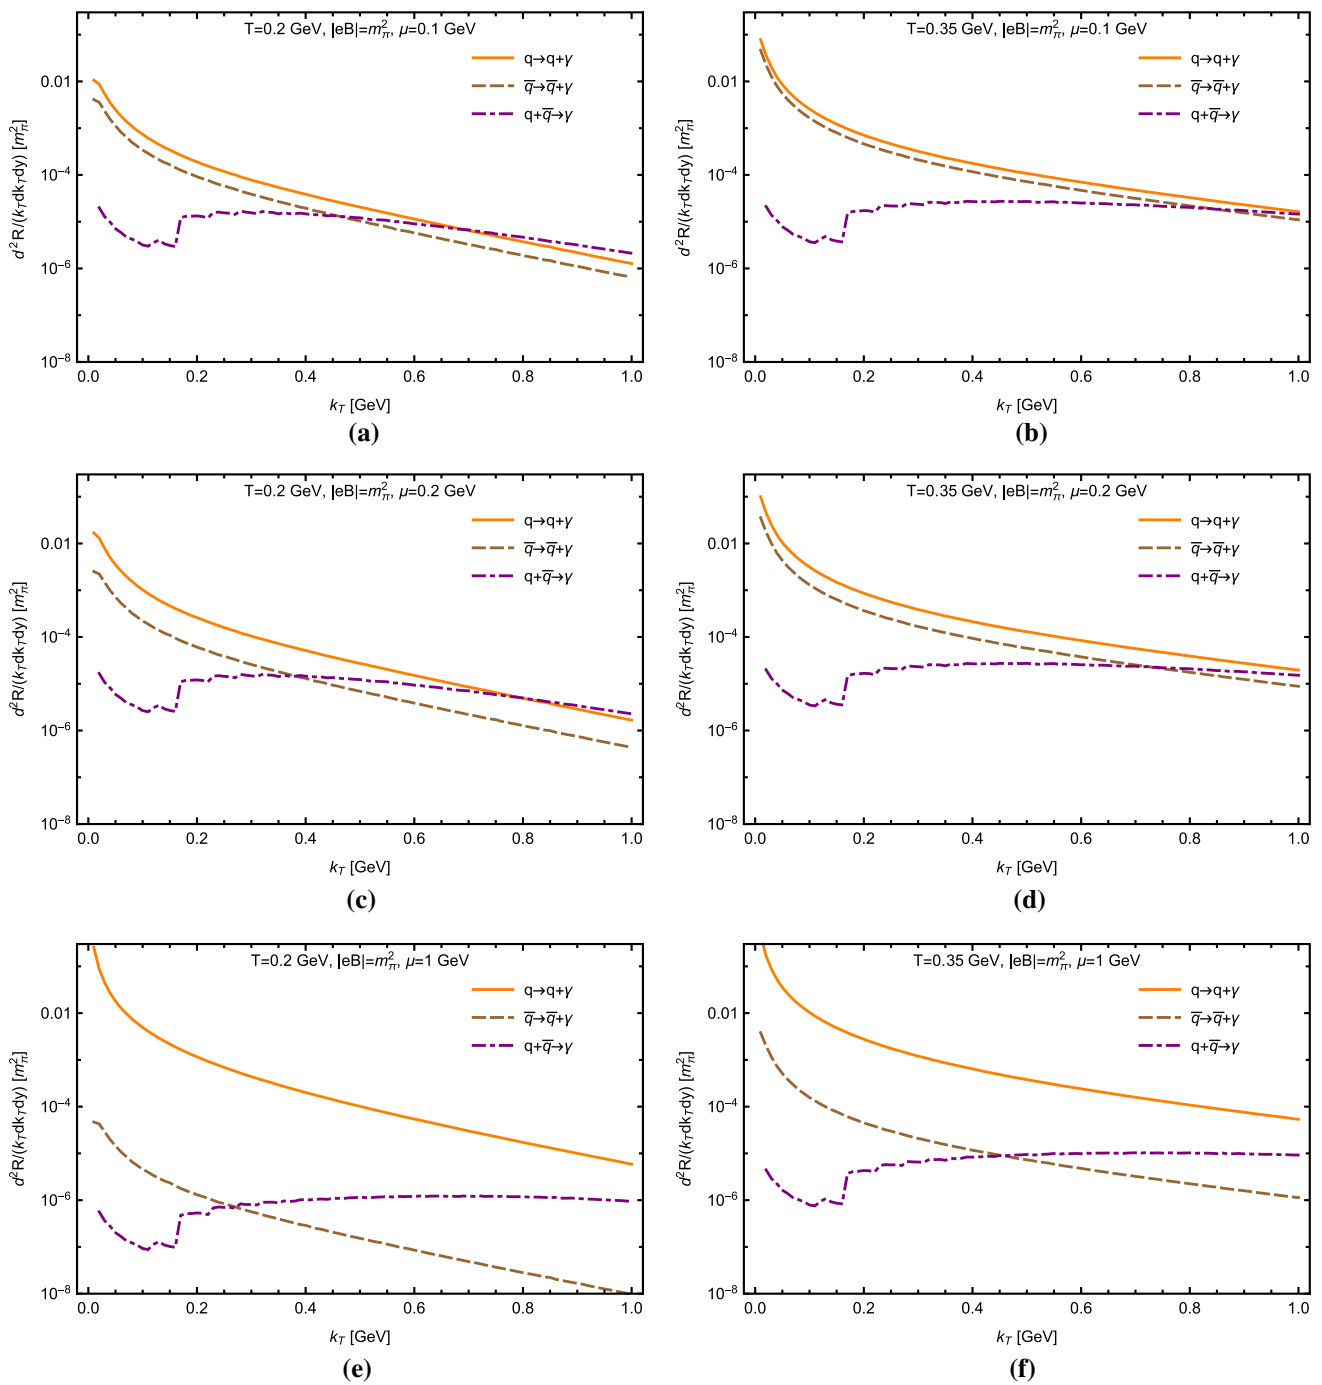 T=0.2 GeV, |eB|=m_π^2, μ=0.1 GeV
q→q+γ
q̅→q̅+γ
q+q̅→γ
d²R/(k_T dk_T dy) [m_π^2]
0.01
10⁻⁴
10⁻⁶
10⁻⁸
0.0 0.2 0.4 0.6 0.8 1.0
k_T [GeV]
(a)
T=0.35 GeV, |eB|=m_π^2, μ=0.1 GeV
q→q+γ
q̅→q̅+γ
q+q̅→γ
d²R/(k_T dk_T dy) [m_π^2]
0.01
10⁻⁴
10⁻⁶
10⁻⁸
0.0 0.2 0.4 0.6 0.8 1.0
k_T [GeV]
(b)
T=0.2 GeV, |eB|=m_π^2, μ=0.2 GeV
q→q+γ
q̅→q̅+γ
q+q̅→γ
d²R/(k_T dk_T dy) [m_π^2]
0.01
10⁻⁴
10⁻⁶
10⁻⁸
0.0 0.2 0.4 0.6 0.8 1.0
k_T [GeV]
(c)
T=0.35 GeV, |eB|=m_π^2, μ=0.2 GeV
q→q+γ
q̅→q̅+γ
q+q̅→γ
d²R/(k_T dk_T dy) [m_π^2]
0.01
10⁻⁴
10⁻⁶
10⁻⁸
0.0 0.2 0.4 0.6 0.8 1.0
k_T [GeV]
(d)
T=0.2 GeV, |eB|=m_π^2, μ=1 GeV
q→q+γ
q̅→q̅+γ
q+q̅→γ
d²R/(k_T dk_T dy) [m_π^2]
0.01
10⁻⁴
10⁻⁶
10⁻⁸
0.0 0.2 0.4 0.6 0.8 1.0
k_T [GeV]
(e)
T=0.35 GeV, |eB|=m_π^2, μ=1 GeV
q→q+γ
q̅→q̅+γ
q+q̅→γ
d²R/(k_T dk_T dy) [m_π^2]
0.01
10⁻⁴
10⁻⁶
10⁻⁸
0.0 0.2 0.4 0.6 0.8 1.0
k_T [GeV]
(f)